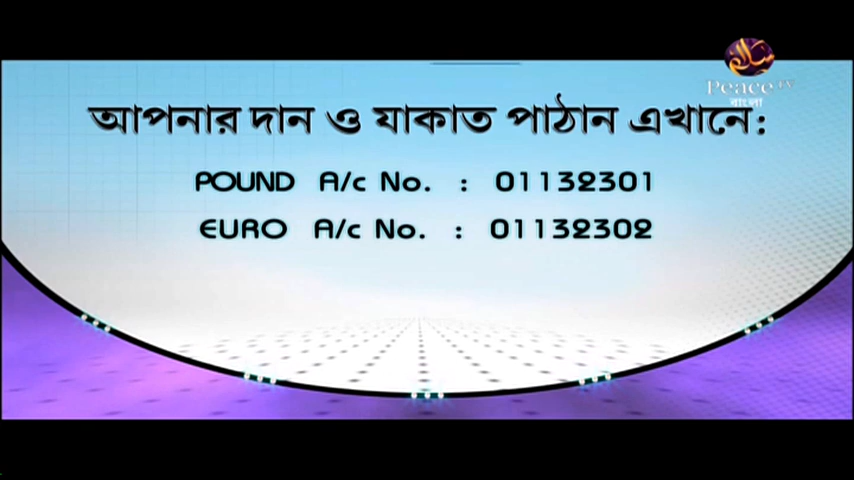 Peace TV
বাংলা
আপনার দান ও যাকাত পাঠান এখানে:
POUND A/c No. : 01132301
EURO A/c No. : 01132302